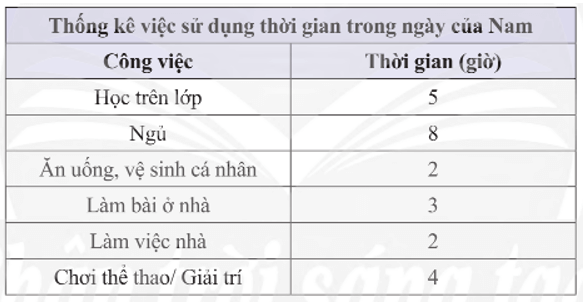 Thống kê việc sử dụng thời gian trong ngày của Nam
Công việc Thời gian (giờ)
Học trên lớp 5
Ngủ 8
Ăn uống, vệ sinh cá nhân 2
Làm bài ở nhà 3
Làm việc nhà 2
Chơi thể thao/ Giải trí 4